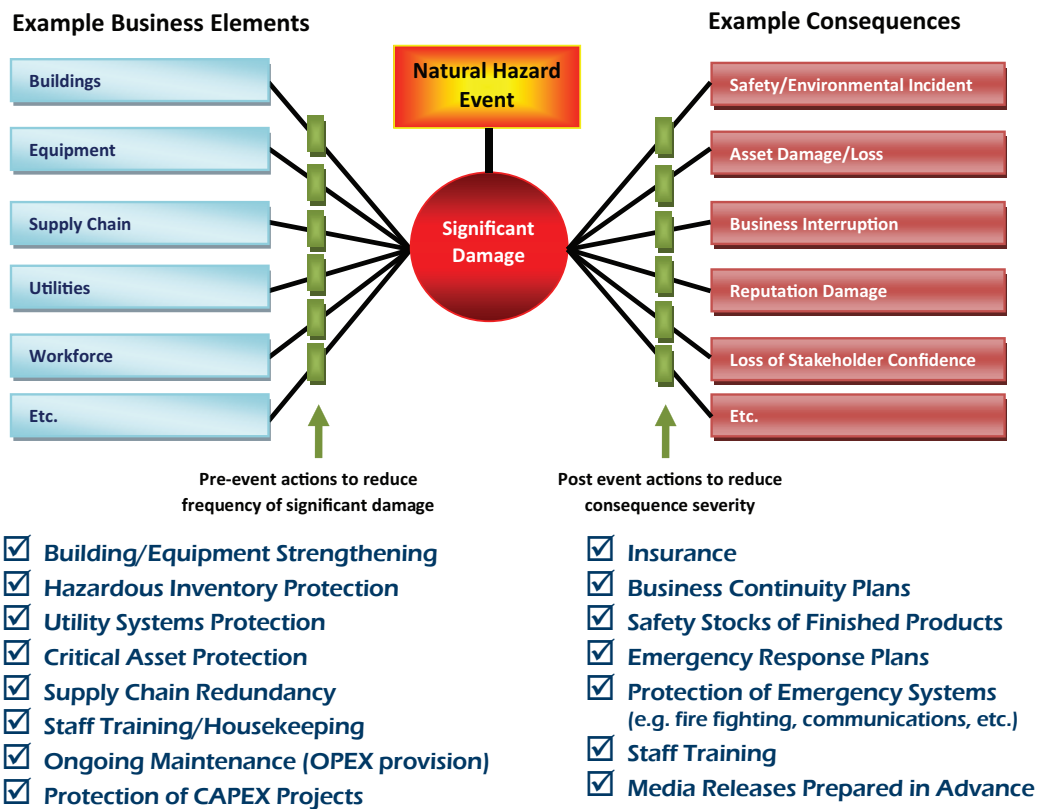 Example Business Elements
Example Consequences
Natural Hazard
Event
Buildings
Equipment
Supply Chain
Utilities
Workforce
Etc.
Significant
Damage
Safety/Environmental Incident
Asset Damage/Loss
Business Interruption
Reputation Damage
Loss of Stakeholder Confidence
Etc.
Pre-event actions to reduce
frequency of significant damage
Post event actions to reduce
consequence severity
Building/Equipment Strengthening
Hazardous Inventory Protection
Utility Systems Protection
Critical Asset Protection
Supply Chain Redundancy
Staff Training/Housekeeping
Ongoing Maintenance (OPEX provision)
Protection of CAPEX Projects
Insurance
Business Continuity Plans
Safety Stocks of Finished Products
Emergency Response Plans
Protection of Emergency Systems
(e.g. fire fighting, communications, etc.)
Staff Training
Media Releases Prepared in Advance